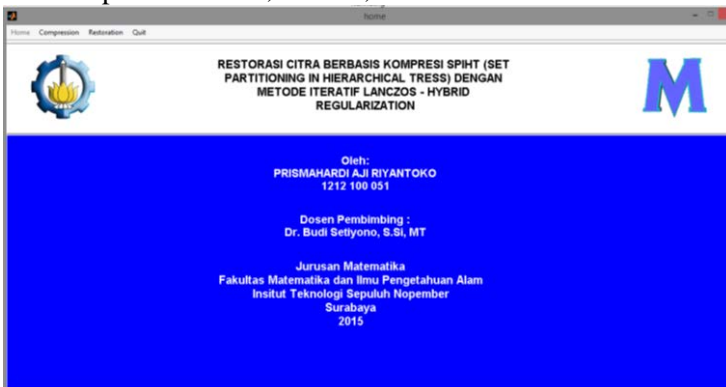 home
Home Compression Restoration Quit
RESTORASI CITRA BERBASIS KOMPRESI SPIHT (SET
PARTITIONING IN HIERARCHICAL TRESS) DENGAN
METODE ITERATIF LANCZOS - HYBRID
REGULARIZATION
M
Oleh:
PRISMAHARDI AJI RIYANTOKO
1212 100 051
Dosen Pembimbing :
Dr. Budi Setiyono, S.Si, MT
Jurusan Matematika
Fakultas Matematika dan Ilmu Pengetahuan Alam
Insitut Teknologi Sepuluh Nopember
Surabaya
2015